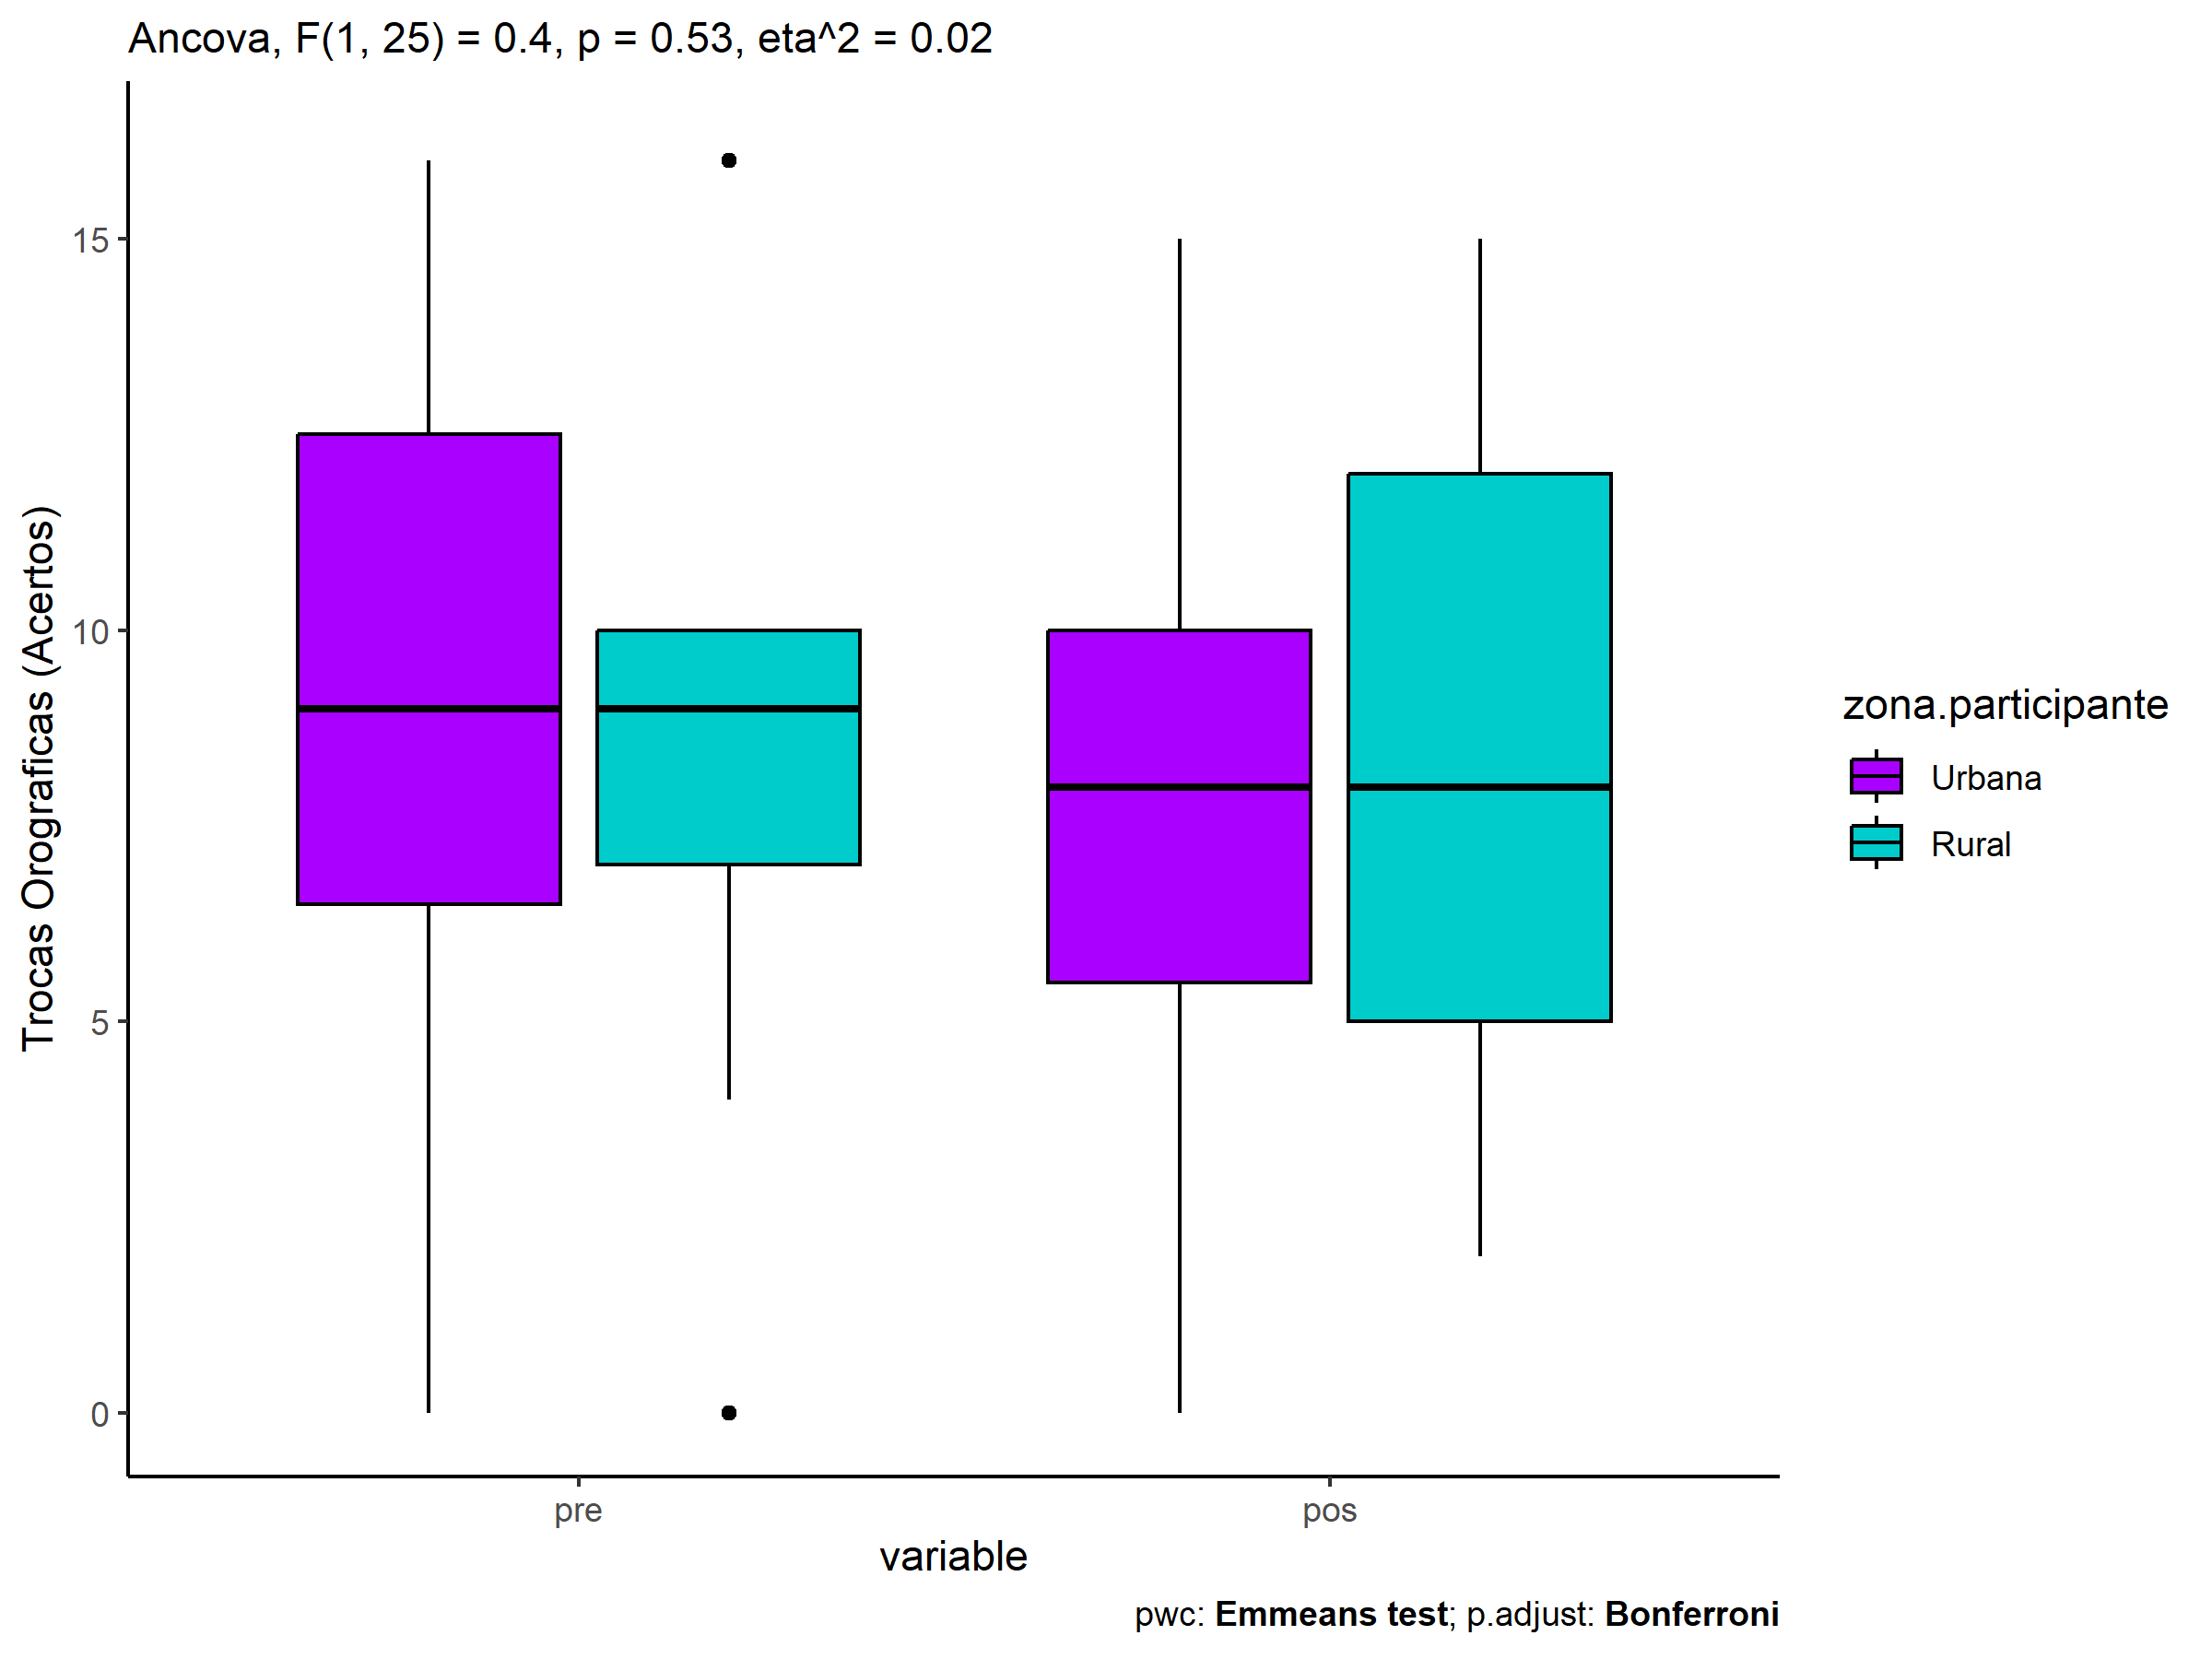 Ancova, F(1, 25) = 0.4, p = 0.53, eta^2 = 0.02
Trocas Orograficas (Acertos)
15
10
5
0
pre
pos
variable
zona.participante
Urbana
Rural
pwc: Emmeans test; p.adjust: Bonferroni